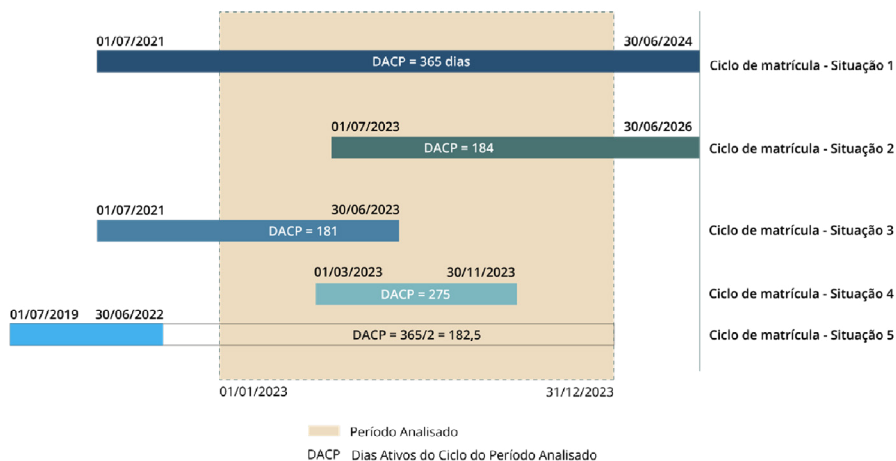 01/07/2021
30/06/2024
DACP = 365 dias
Ciclo de matrícula - Situação 1
01/07/2023
30/06/2026
DACP = 184
Ciclo de matrícula - Situação 2
01/07/2021
30/06/2023
DACP = 181
Ciclo de matrícula - Situação 3
01/03/2023
30/11/2023
DACP = 275
Ciclo de matrícula - Situação 4
01/07/2019
30/06/2022
DACP = 365/2 = 182,5
Ciclo de matrícula - Situação 5
01/01/2023
31/12/2023
Período Analisado
DACP Dias Ativos do Ciclo do Período Analisado